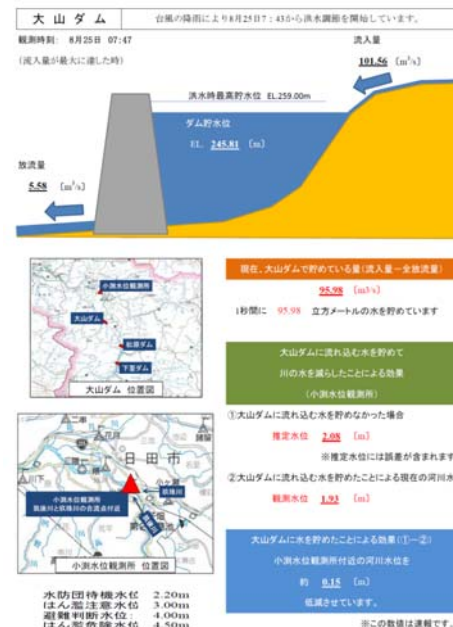 大山ダム
台風の降雨により8月25日7：43から洪水調節を開始しています。
観測時刻: 8月25日 07:47
(流入量が最大に達した時)
流入量
101.56 [m³/s]
洪水時最高貯水位 EL.259.00m
ダム貯水位
EL. 245.81 [m]
放流量
5.58 [m³/s]
小渕水位観測所
大山ダム
松原ダム
下筌ダム
大山ダム 位置図
現在、大山ダムで貯めている量(流入量－全放流量)
95.98 [m3/s]
1秒間に 95.98 立方メートルの水を貯めています
大山ダムに流れ込む水を貯めて
川の水を減らしたことによる効果
(小渕水位観測所)
①大山ダムに流れ込む水を貯めなかった場合
推定水位 2.08 [m]
※推定水位には誤差が含まれます
②大山ダムに流れ込む水を貯めたことによる現在の河川水
観測水位 1.93 [m]
日田市
小渕水位観測所
小渕水位観測所 位置図
大山ダムに水を貯めたことによる効果(①－②)
小渕水位観測所付近の河川水位を
約 0.15 [m]
低減させています。
水防団待機水位 2.20m
はん濫注意水位 3.00m
避難判断水位: 4.00m
はん濫危険水位 4.50m
※この数値は速報です。